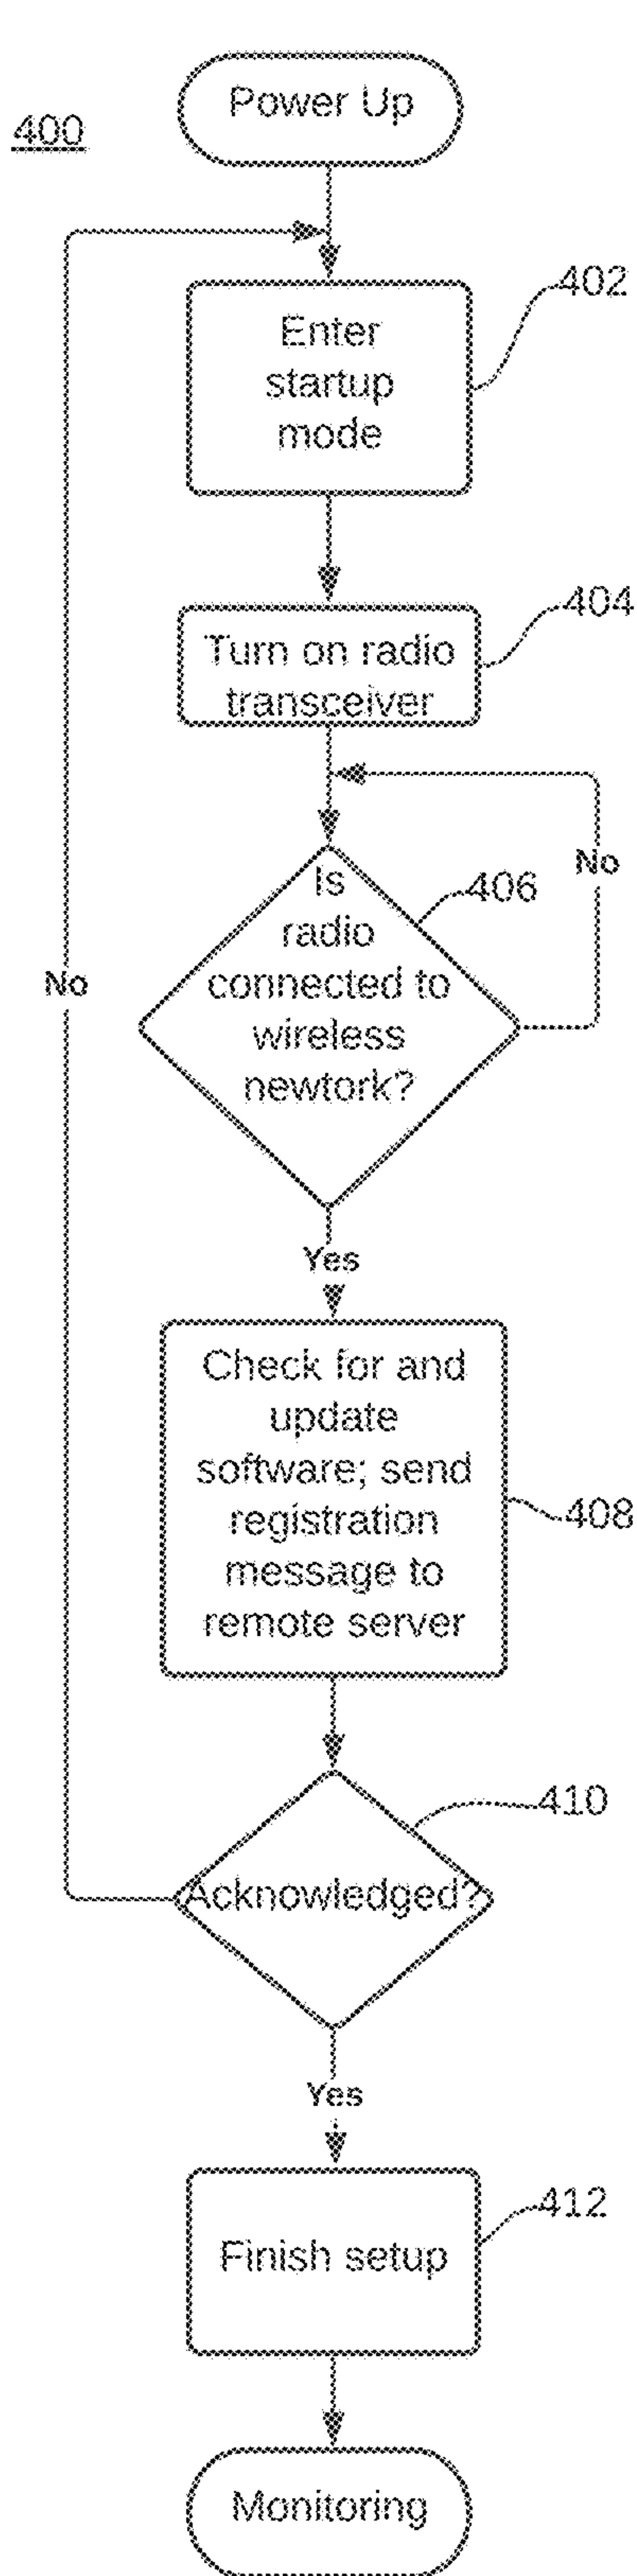 Power Up
400
402
Enter
startup
mode
404
Turn on radio
transceiver
No
406
Is
radio
connected to
wireless
newtork?
No
Yes
Check for and
update
software; send
registration
message to
remote server
408
410
Acknowledged?
Yes
412
Finish setup
Monitoring